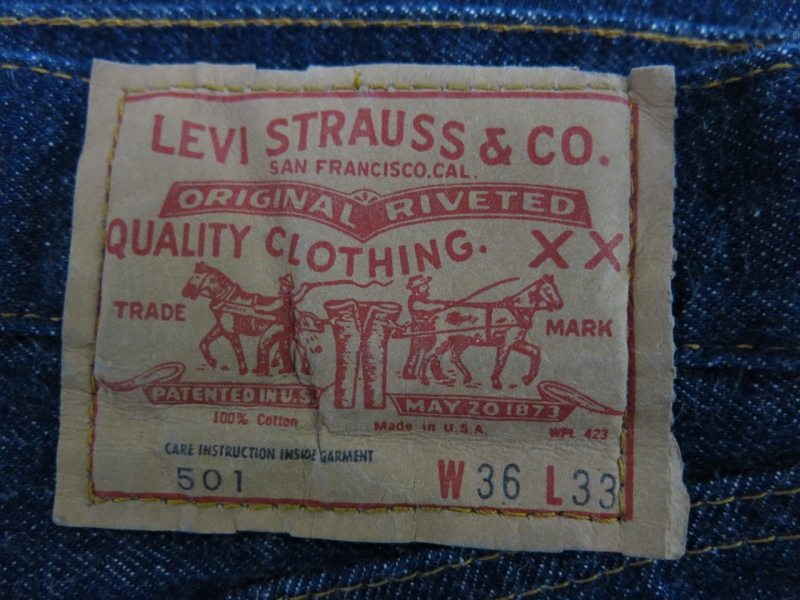 LEVI STRAUSS & CO.
SAN FRANCISCO, CAL.
ORIGINAL RIVETED
QUALITY CLOTHING. XX
TRADE MARK
PATENTED IN U.S. MAY 20 1873
100% Cotton Made in U.S.A. WPL 423
CARE INSTRUCTION INSIDE GARMENT
501 W 36 L 33